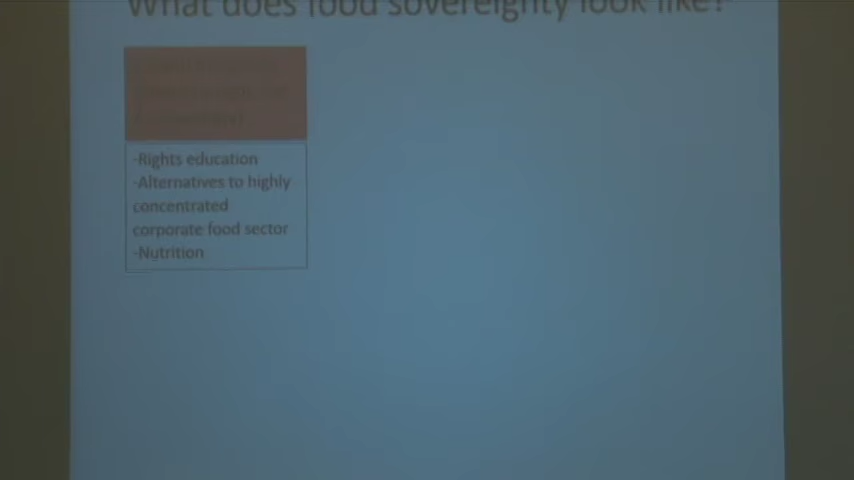 What does food sovereignty look like?
-Rights education
-Alternatives to highly
concentrated
corporate food sector
-Nutrition